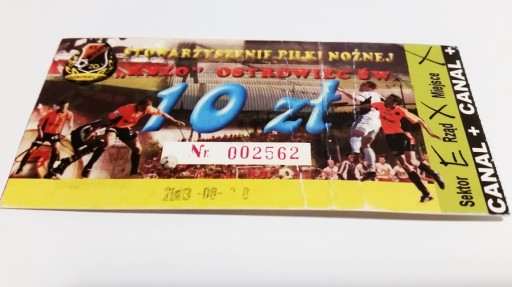 STOWARZYSZENIE PIŁKI NOŻNEJ
"KSZO" OSTROWIEC ŚW.
10 zł
Nr. 002562
Sektor E Rząd X Miejsce X
CANAL + CANAL +